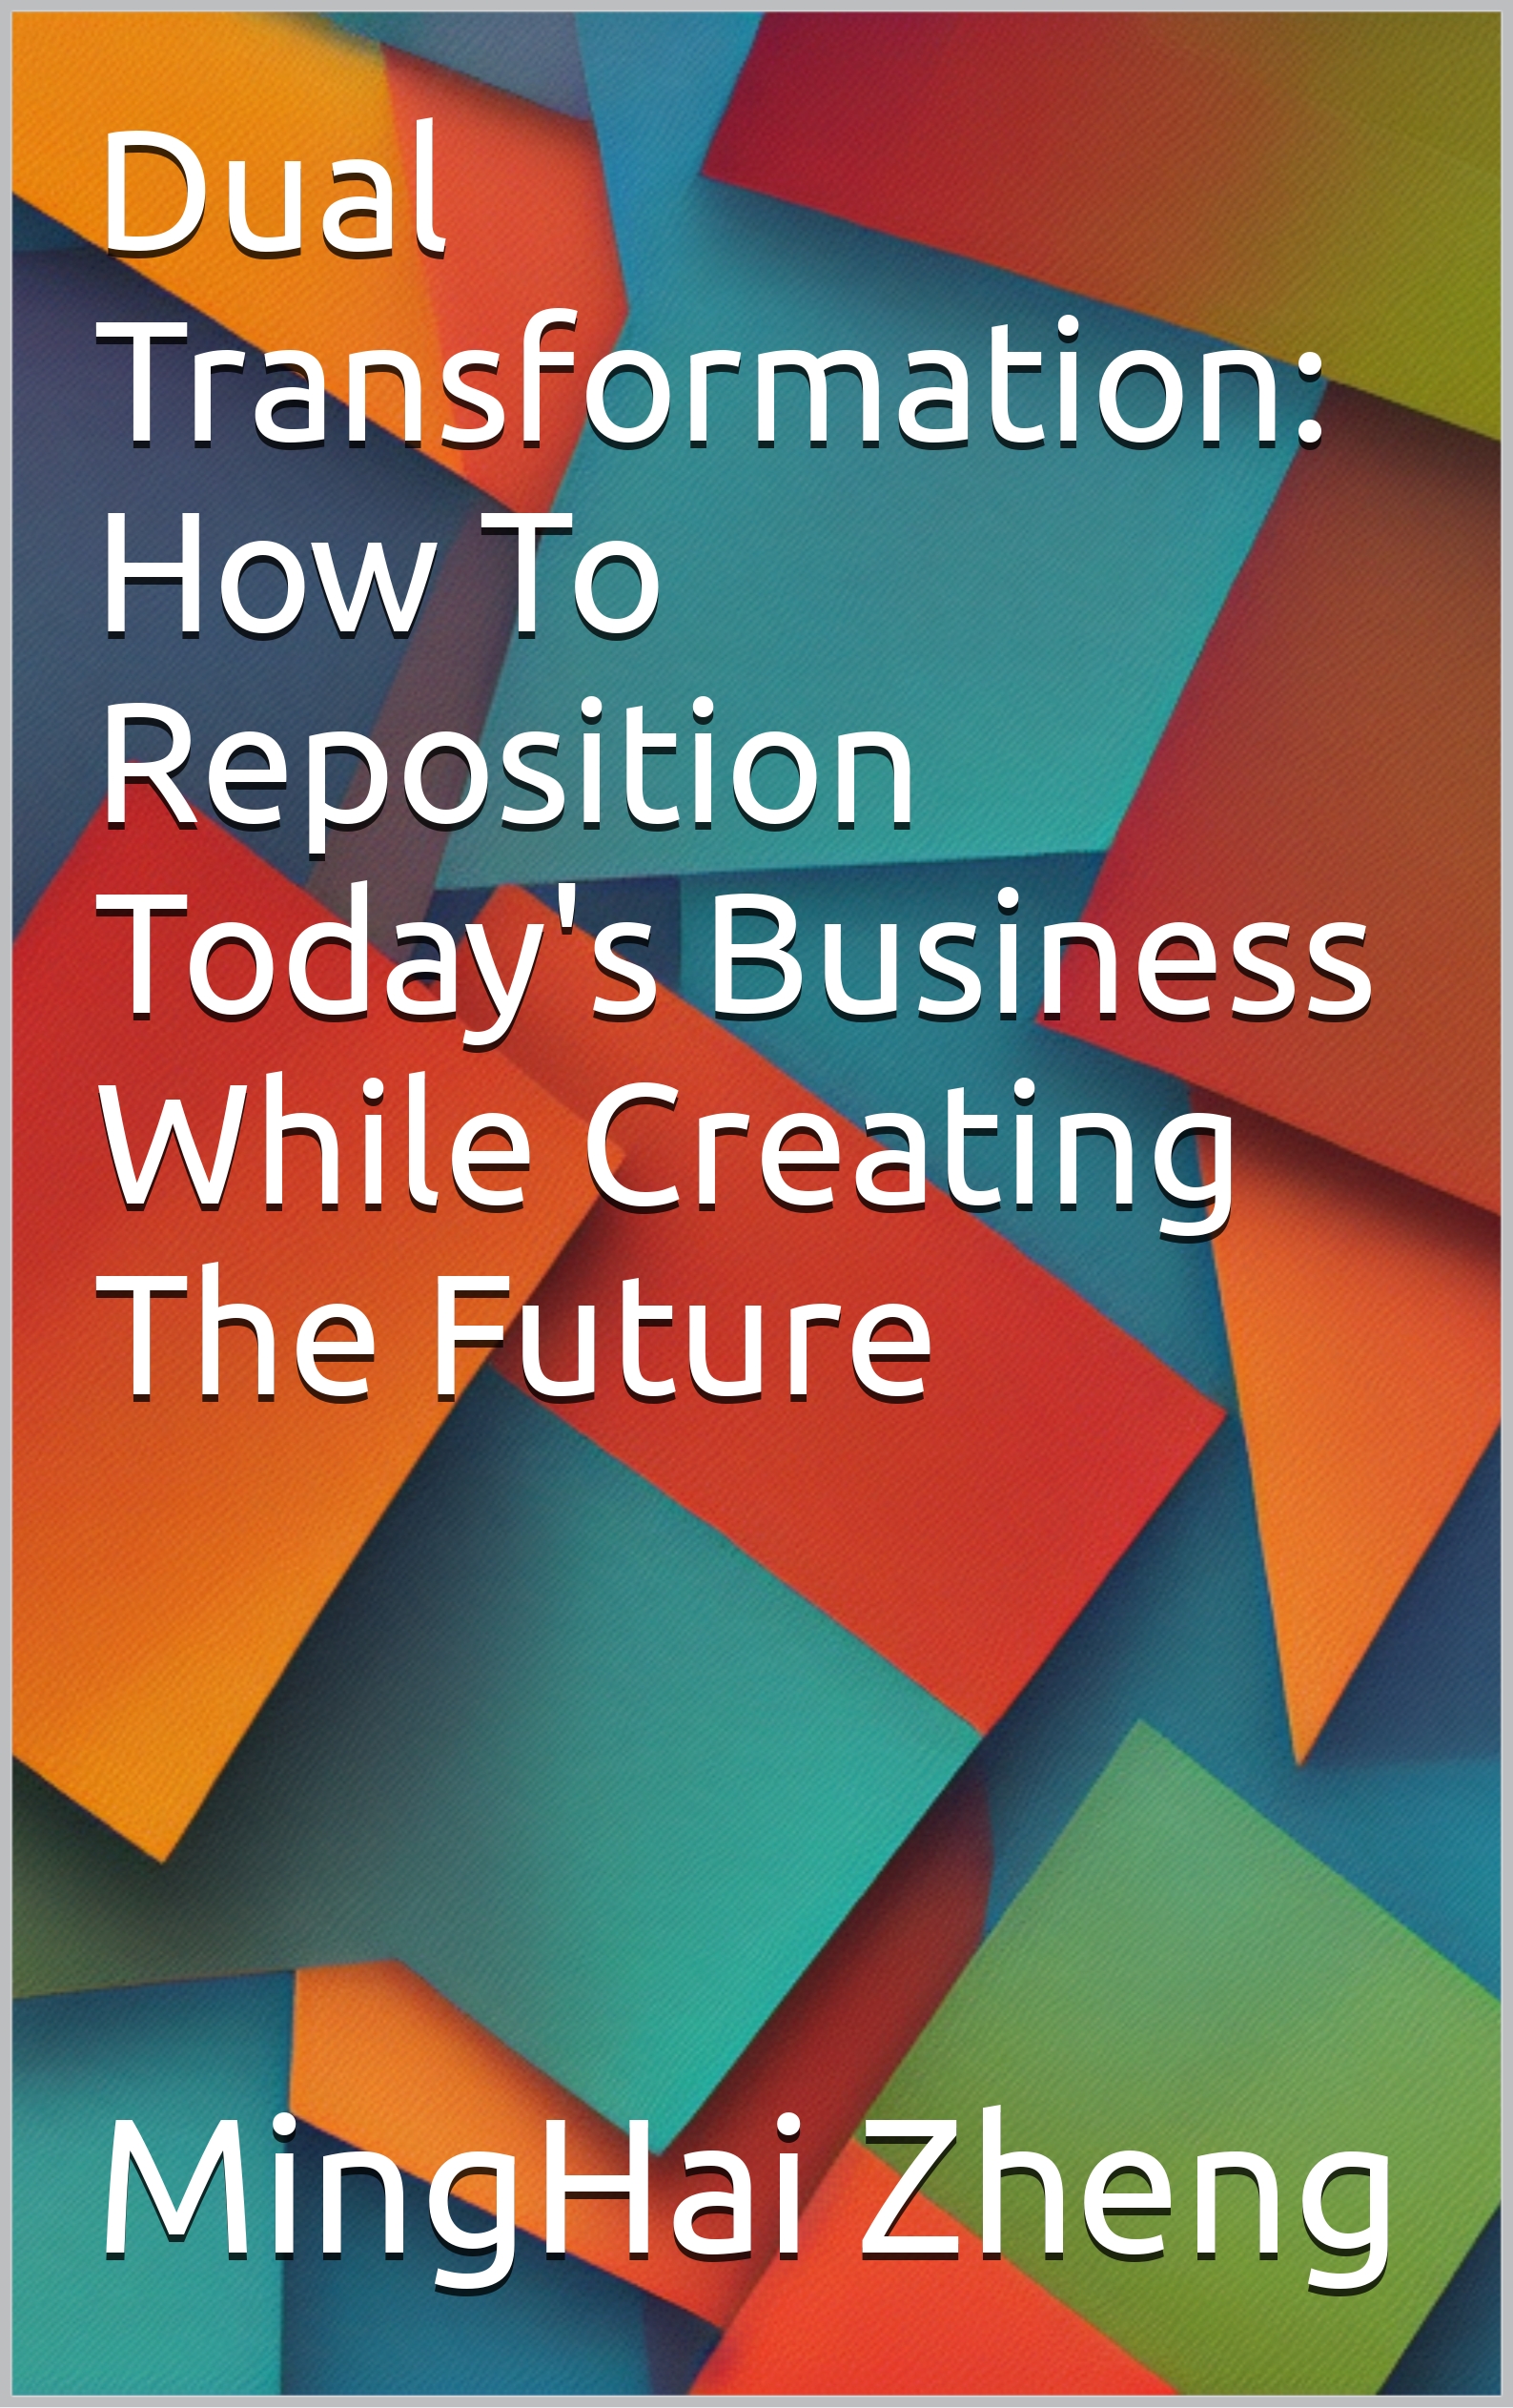 Dual
Transformation:
How To
Reposition
Today's Business
While Creating
The Future
MingHai Zheng